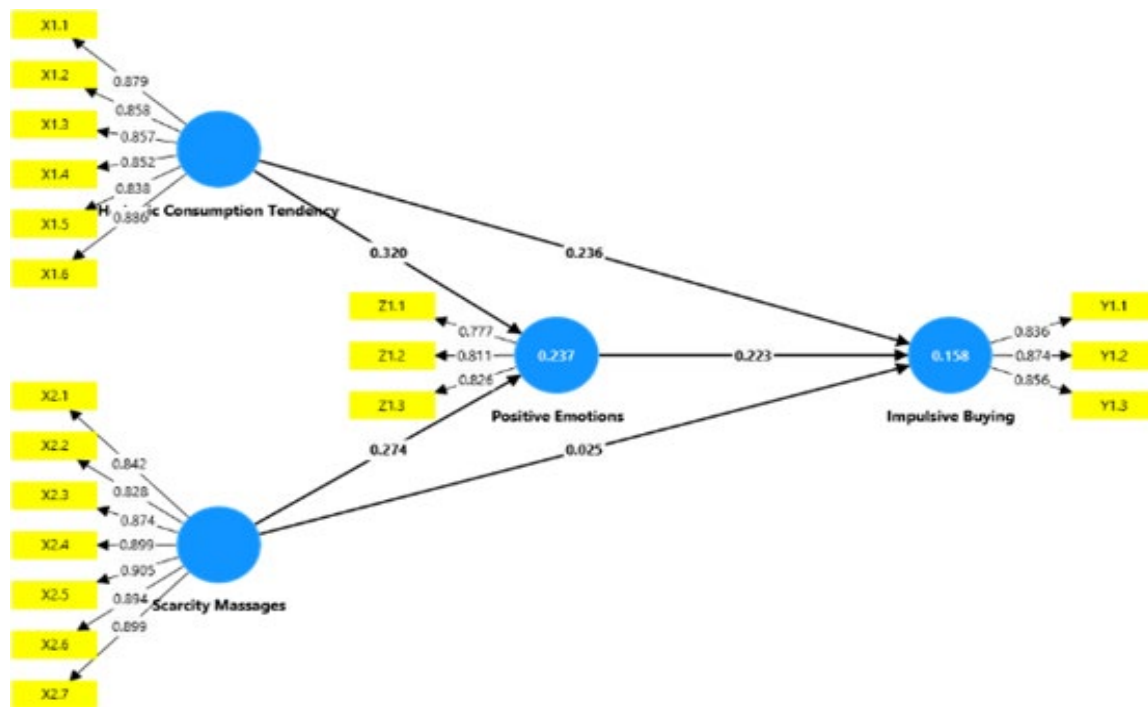 X1.1
0.879
X1.2
0.858
X1.3
0.857
X1.4
0.852
X1.5
0.838
X1.6
0.886
Consumption Tendency
0.320
0.236
Z1.1
0.777
Z1.2
0.811
Z1.3
0.826
0.237
Positive Emotions
0.223
0.158
Impulsive Buying
Y1.1
0.836
Y1.2
0.874
Y1.3
0.856
0.274
0.025
X2.1
0.842
X2.2
0.828
X2.3
0.874
X2.4
0.899
X2.5
0.905
X2.6
0.894
X2.7
0.899
Scarcity Massages